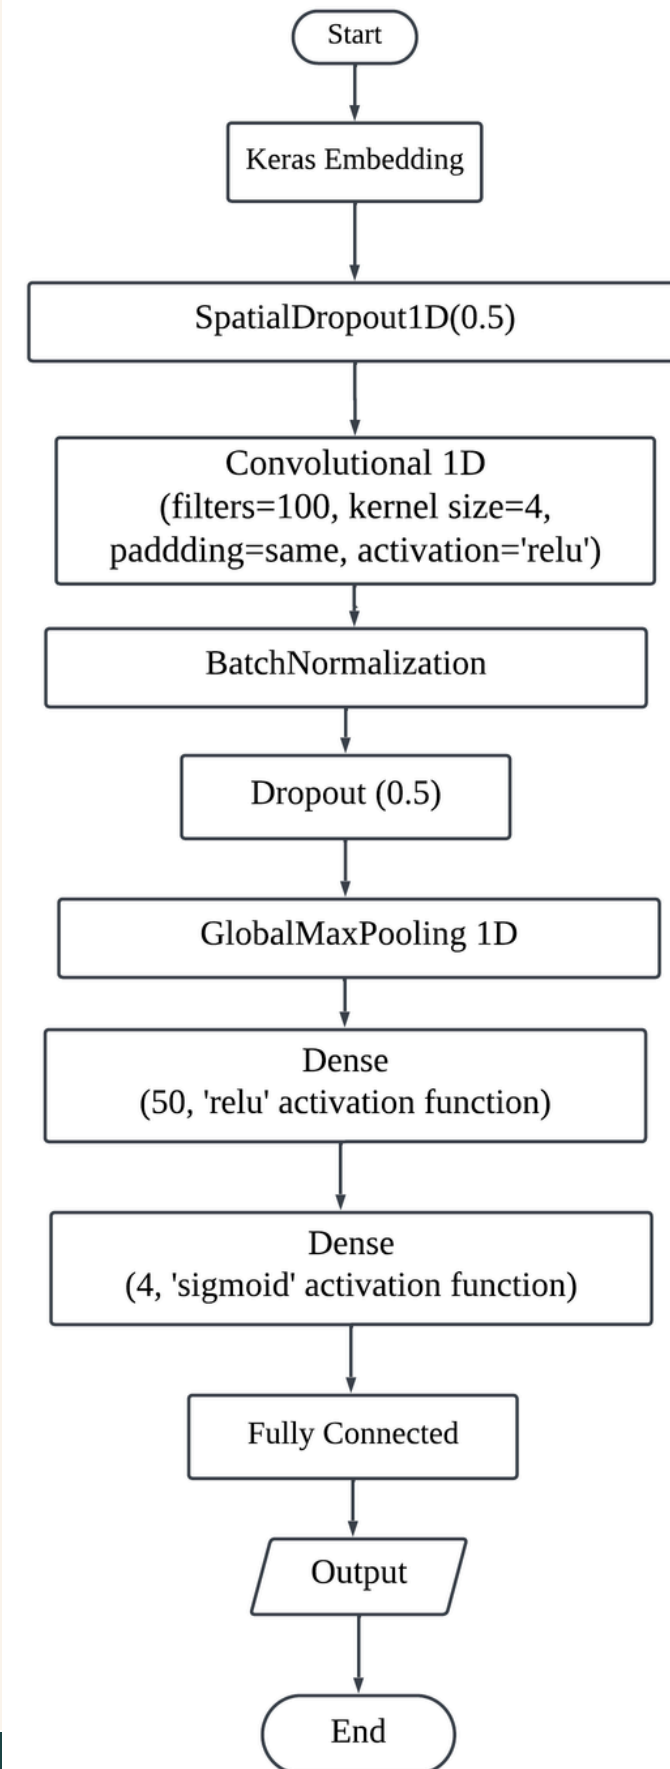 Start
Keras Embedding
SpatialDropout1D(0.5)
Convolutional 1D
(filters=100, kernel size=4,
paddding=same, activation='relu')
BatchNormalization
Dropout (0.5)
GlobalMaxPooling 1D
Dense
(50, 'relu' activation function)
Dense
(4, 'sigmoid' activation function)
Fully Connected
Output
End